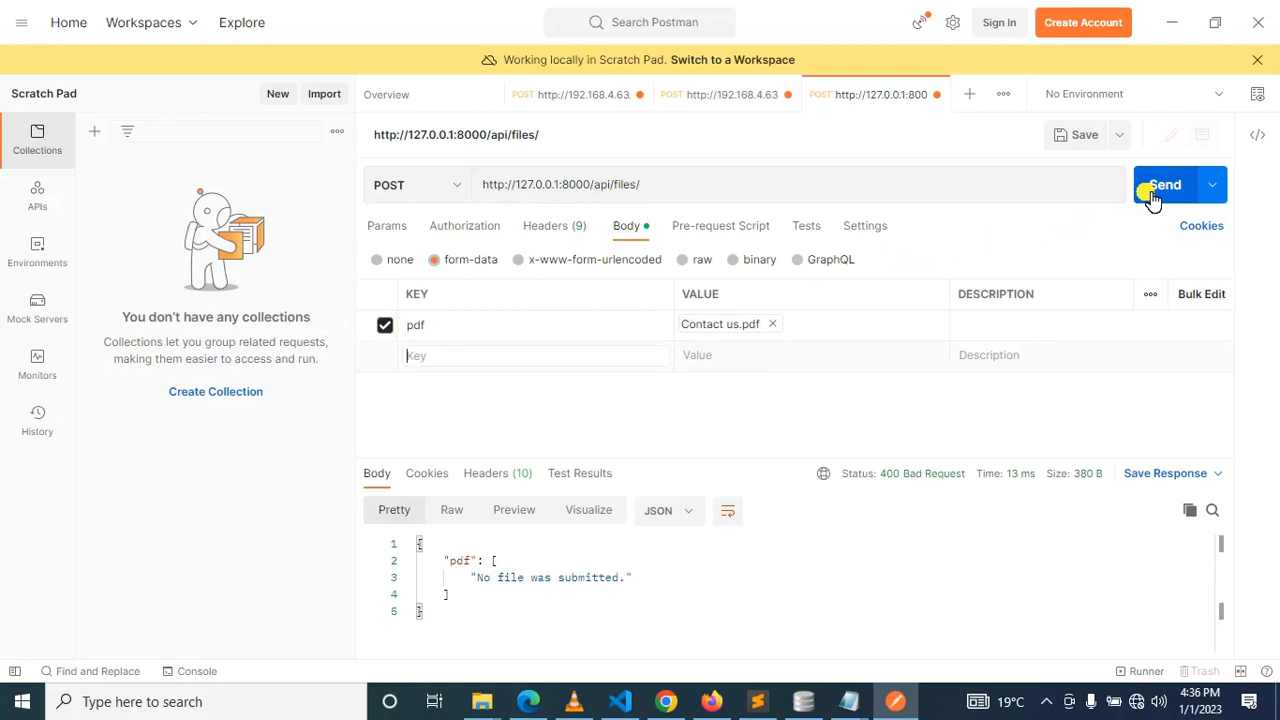 Home
Workspaces
Explore
Search Postman
Sign In
Create Account
Working locally in Scratch Pad. Switch to a Workspace
Scratch Pad
New
Import
Overview
POST http://192.168.4.63.
POST http://192.168.4.63
POST http://127.0.0.1:800
No Environment
Collections
http://127.0.0.1:8000/api/files/
Save
POST
http://127.0.0.1:8000/api/files/
Send
APIs
Params
Authorization
Headers (9)
Body
Pre-request Script
Tests
Settings
Cookies
Environments
none
form-data
x-www-form-urlencoded
raw
binary
GraphQL
KEY
VALUE
DESCRIPTION
Bulk Edit
Mock Servers
You don't have any collections
pdf
Contact us.pdf
Collections let you group related requests,
making them easier to access and run.
Key
Value
Description
Monitors
Create Collection
History
Body
Cookies
Headers (10)
Test Results
Status: 400 Bad Request
Time: 13 ms
Size: 380 B
Save Response
Pretty
Raw
Preview
Visualize
JSON
1 {
2 "pdf": [
3 "No file was submitted."
4 ]
5 }
Find and Replace
Console
Runner
Trash
Type here to search
19°C
4:36 PM
1/1/2023